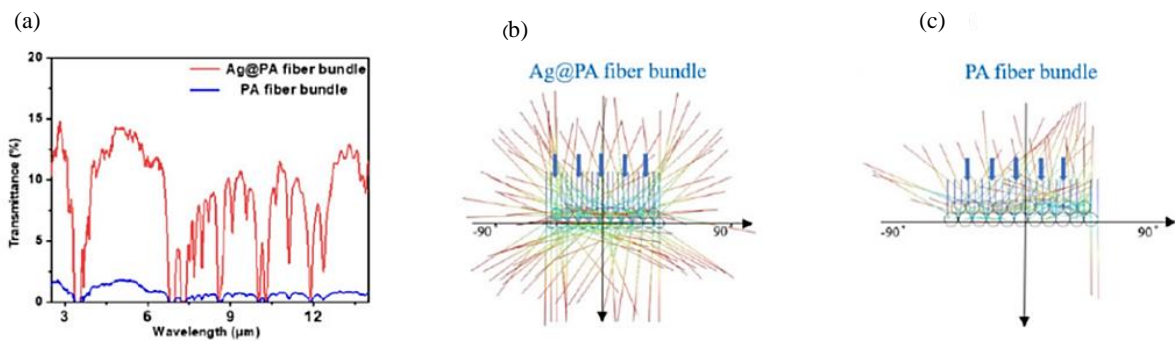 (a)
20
15
10
5
0
Transmittance (%)
Ag@PA fiber bundle
PA fiber bundle
3 6 9 12
Wavelength (μm)
(b)
Ag@PA fiber bundle
-90° 90°
(c)
PA fiber bundle
-90° 90°